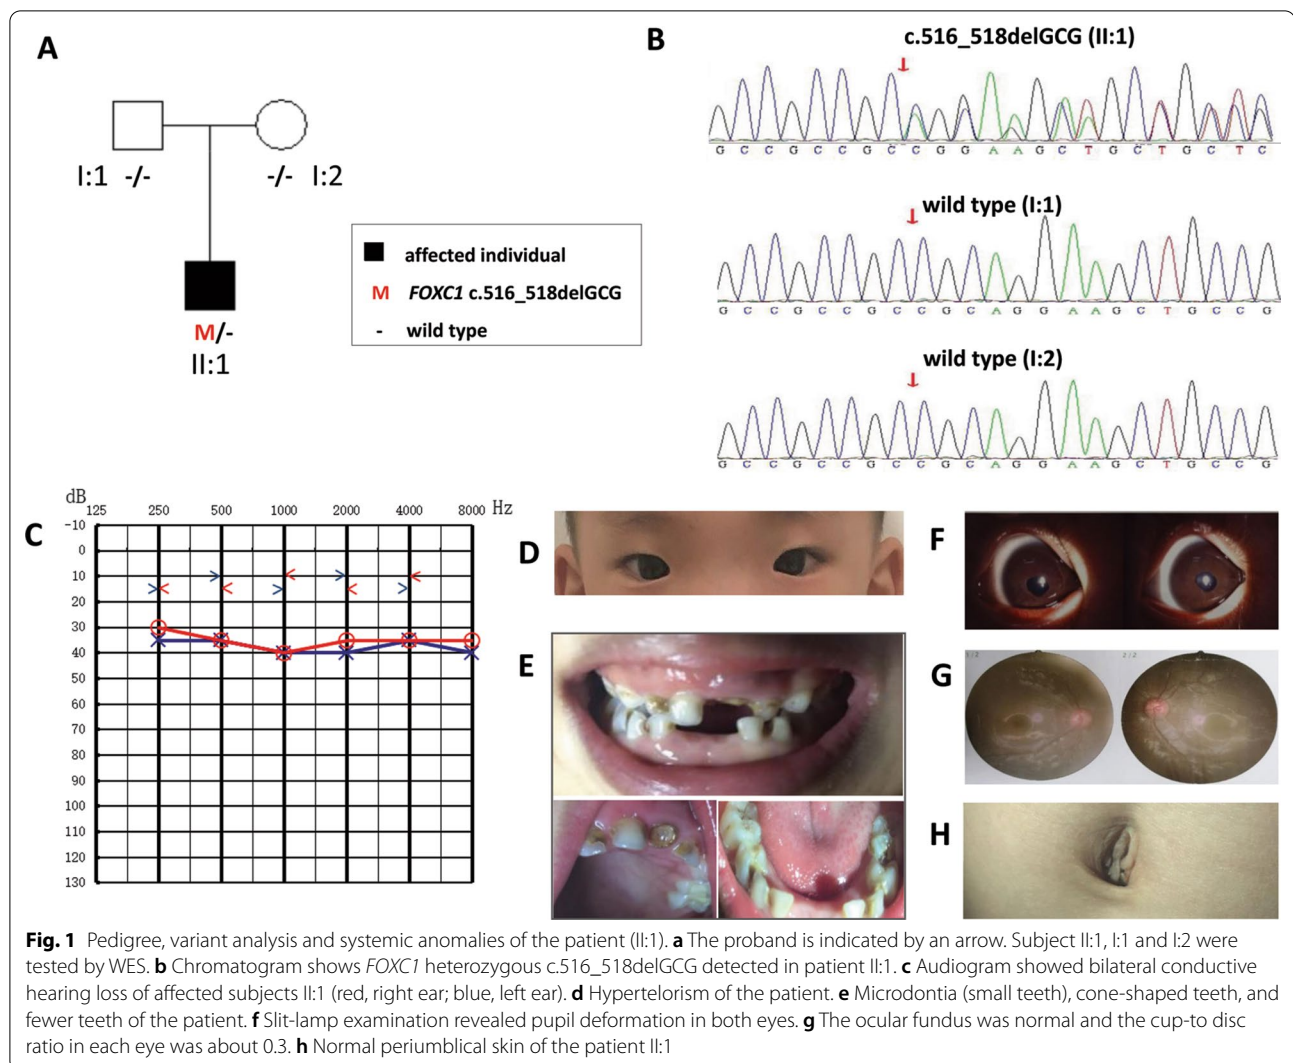 A
I:1 -/-
-/- I:2
M/-
II:1
affected individual
M FOXC1 c.516_518delGCG
- wild type
B
c.516_518delGCG (II:1)
G C C G C C G C C G G A A G C T G C T G C T C
wild type (I:1)
G C C G C C G C C G C A G G A A G C T G C C G
wild type (I:2)
G C C G C C G C C G C A G G A A G C T G C C G
C
dB
125 250 500 1000 2000 4000 8000 Hz
-10
0
10
20
30
40
50
60
70
80
90
100
110
120
130
D
E
F
G
2/2
H
Fig. 1 Pedigree, variant analysis and systemic anomalies of the patient (II:1). a The proband is indicated by an arrow. Subject II:1, I:1 and I:2 were
tested by WES. b Chromatogram shows FOXC1 heterozygous c.516_518delGCG detected in patient II:1. c Audiogram showed bilateral conductive
hearing loss of affected subjects II:1 (red, right ear; blue, left ear). d Hypertelorism of the patient. e Microdontia (small teeth), cone-shaped teeth, and
fewer teeth of the patient. f Slit-lamp examination revealed pupil deformation in both eyes. g The ocular fundus was normal and the cup-to disc
ratio in each eye was about 0.3. h Normal periumblical skin of the patient II:1